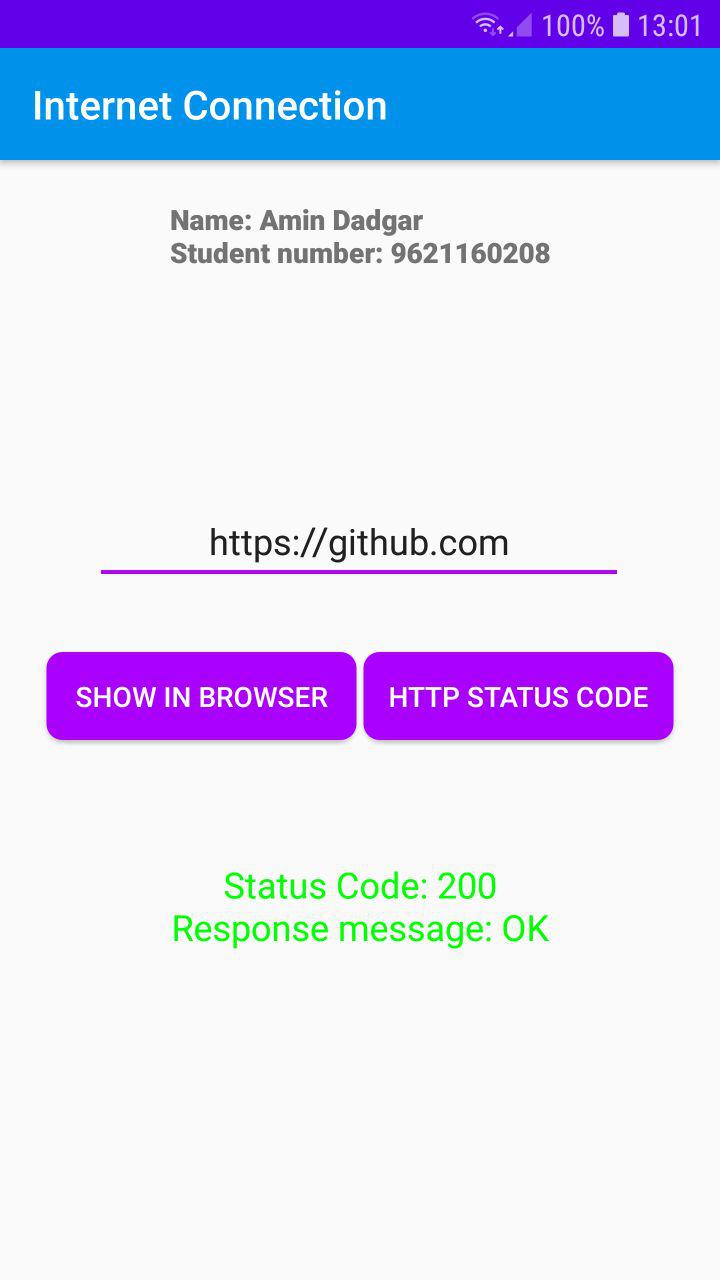 100% 13:01
Internet Connection
Name: Amin Dadgar
Student number: 9621160208
https://github.com
SHOW IN BROWSER HTTP STATUS CODE
Status Code: 200
Response message: OK